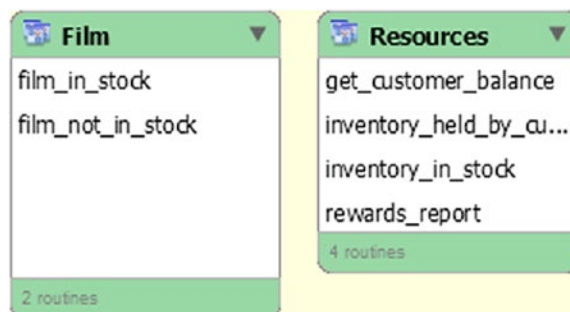 Film
film_in_stock
film_not_in_stock
2 routines
Resources
get_customer_balance
inventory_held_by_cu...
inventory_in_stock
rewards_report
4 routines